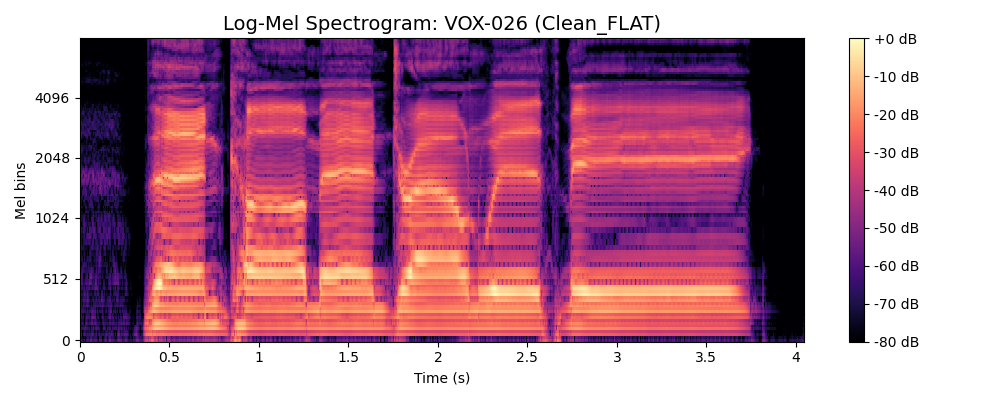 Log-Mel Spectrogram: VOX-026 (Clean_FLAT)
Mel bins
4096
2048
1024
512
0
0 0.5 1 1.5 2 2.5 3 3.5 4
Time (s)
+0 dB
-10 dB
-20 dB
-30 dB
-40 dB
-50 dB
-60 dB
-70 dB
-80 dB